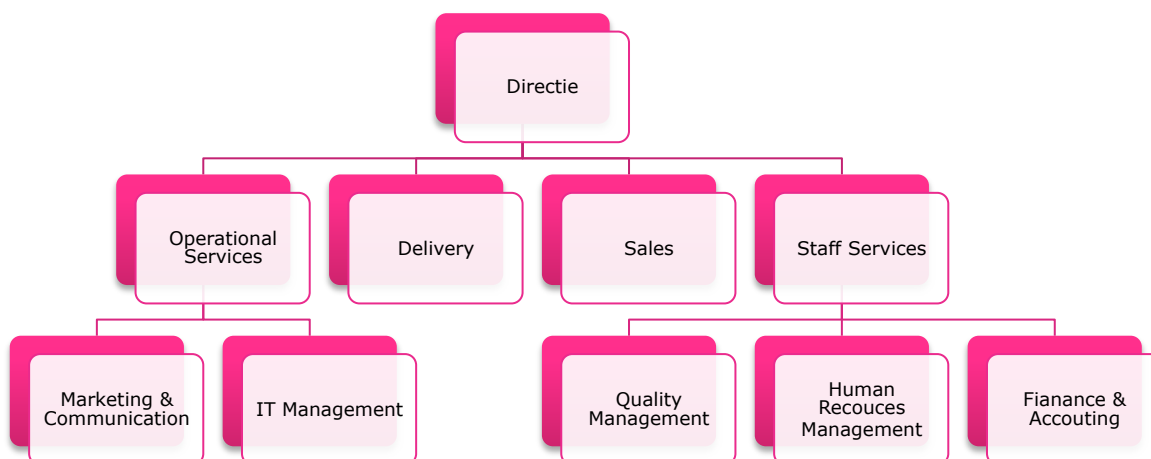 Directie
Operational
Services
Delivery
Sales
Staff Services
Marketing &
Communication
IT Management
Quality
Management
Human
Recouces
Management
Fianance &
Accouting